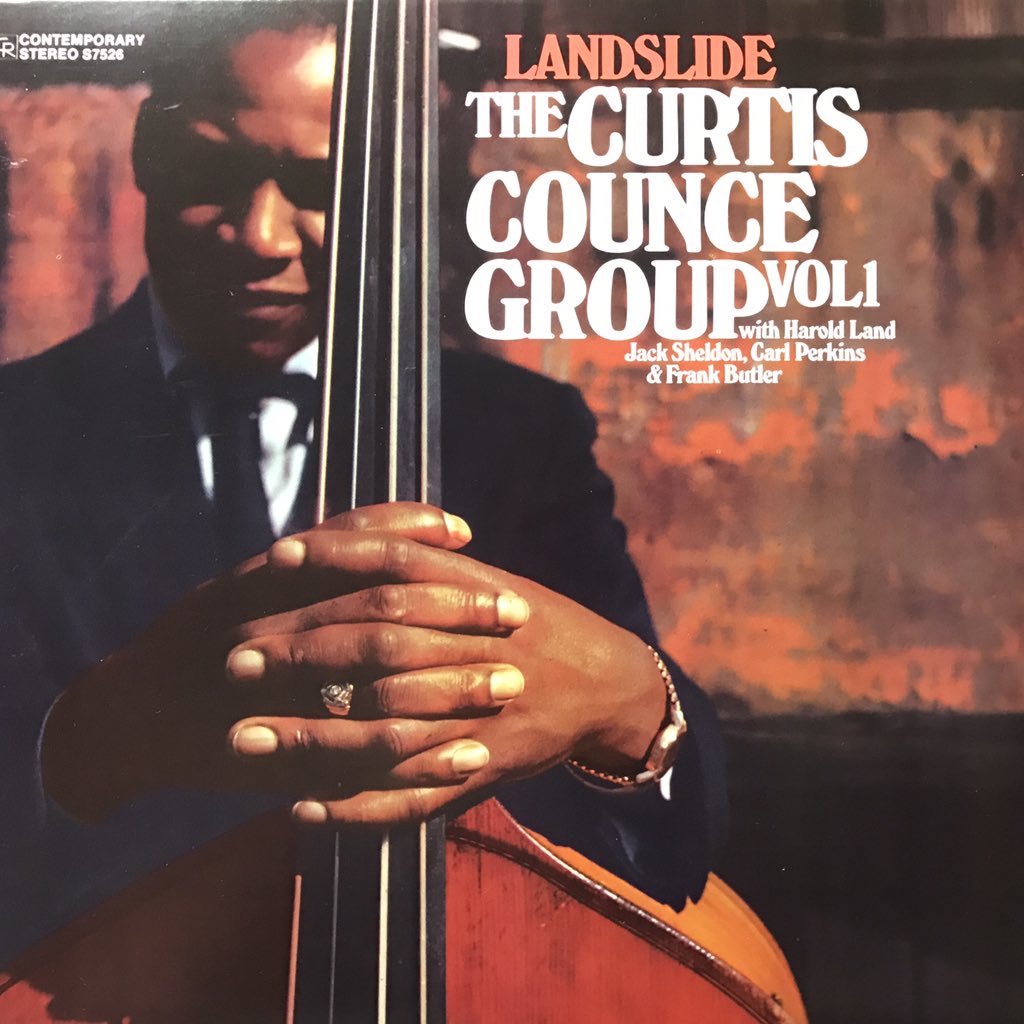 CR CONTEMPORARY
STEREO S7526
LANDSLIDE
THE CURTIS
COUNCE
GROUP VOL 1
with Harold Land
Jack Sheldon, Carl Perkins
& Frank Butler